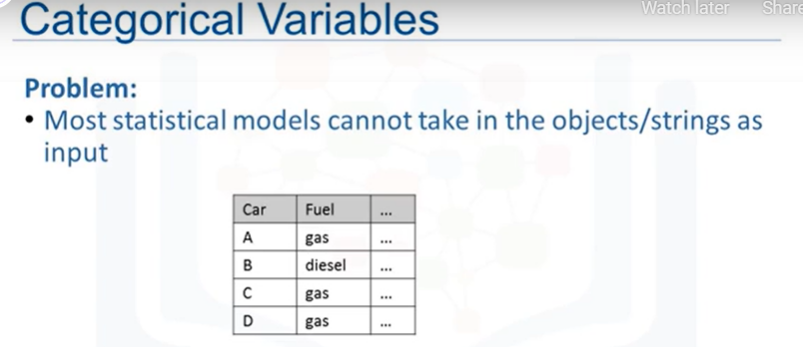 Watch later Share
Categorical Variables
Problem:
• Most statistical models cannot take in the objects/strings as
input
Car Fuel ...
A gas ...
B diesel ...
C gas ...
D gas ...